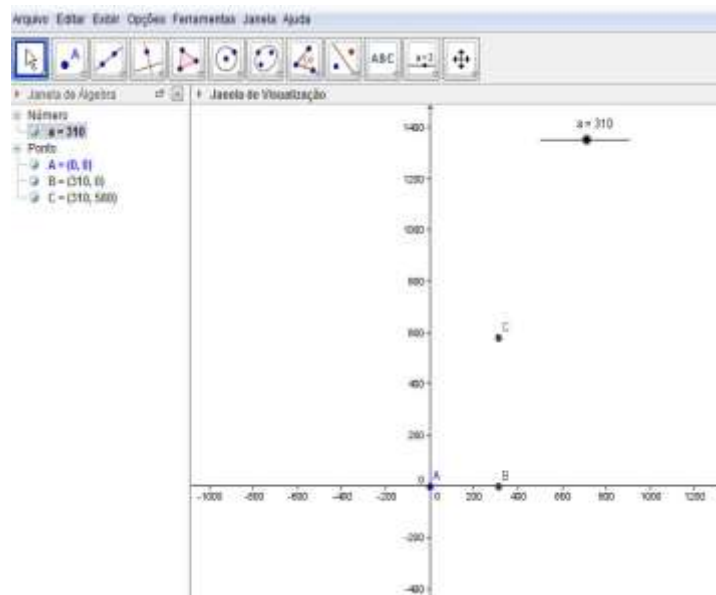 Arquivo Editar Exibir Opções Ferramentas Janela Ajuda
A
ABC
a=2
Janela de Álgebra
Janela de Visualização
Número
a = 310
Ponto
A = (0, 0)
B = (310, 0)
C = (310, 580)
a = 310
1400
1200
1000
800
600
C
400
200
0
A
B
-1000 -800 -600 -400 -200 0 200 400 600 800 1000 1200
-200
-400